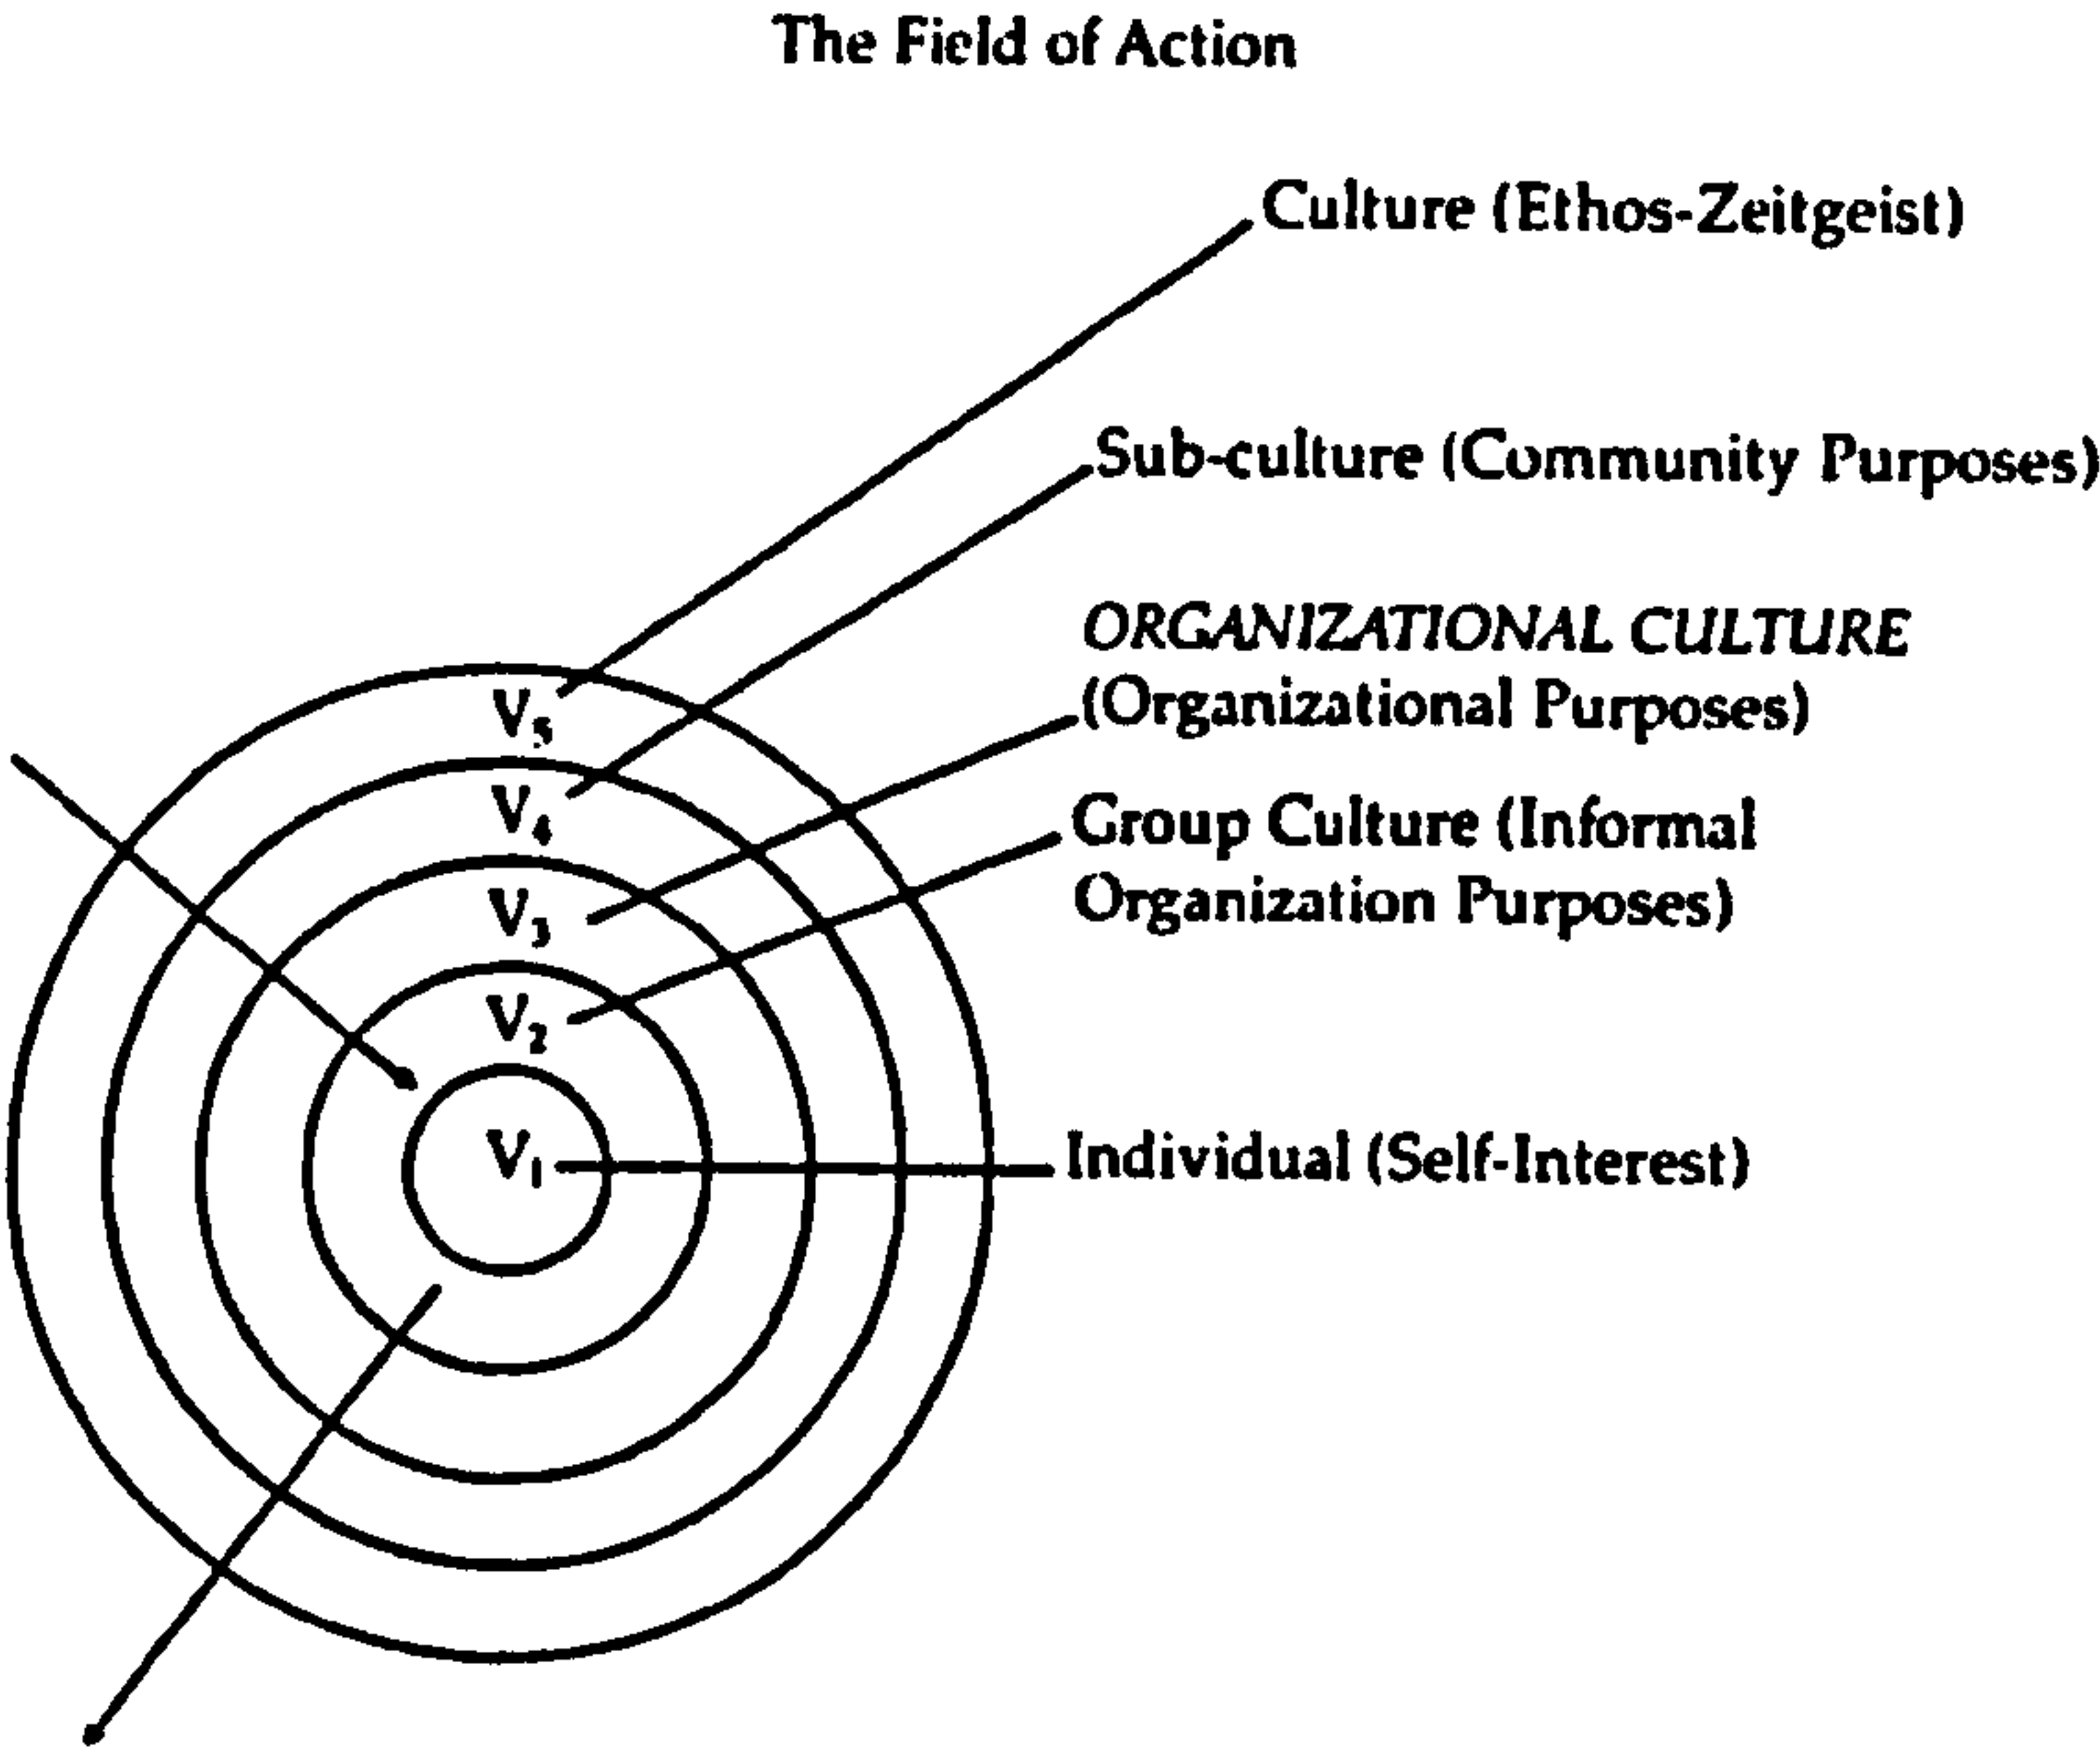 The Field of Action
Culture (Ethos-Zeitgeist)
Sub-culture (Community Purposes)
ORGANIZATIONAL CULTURE
(Organizational Purposes)
Group Culture (Informal
Organization Purposes)
Individual (Self-Interest)
V₅
V₄
V₃
V₂
V₁